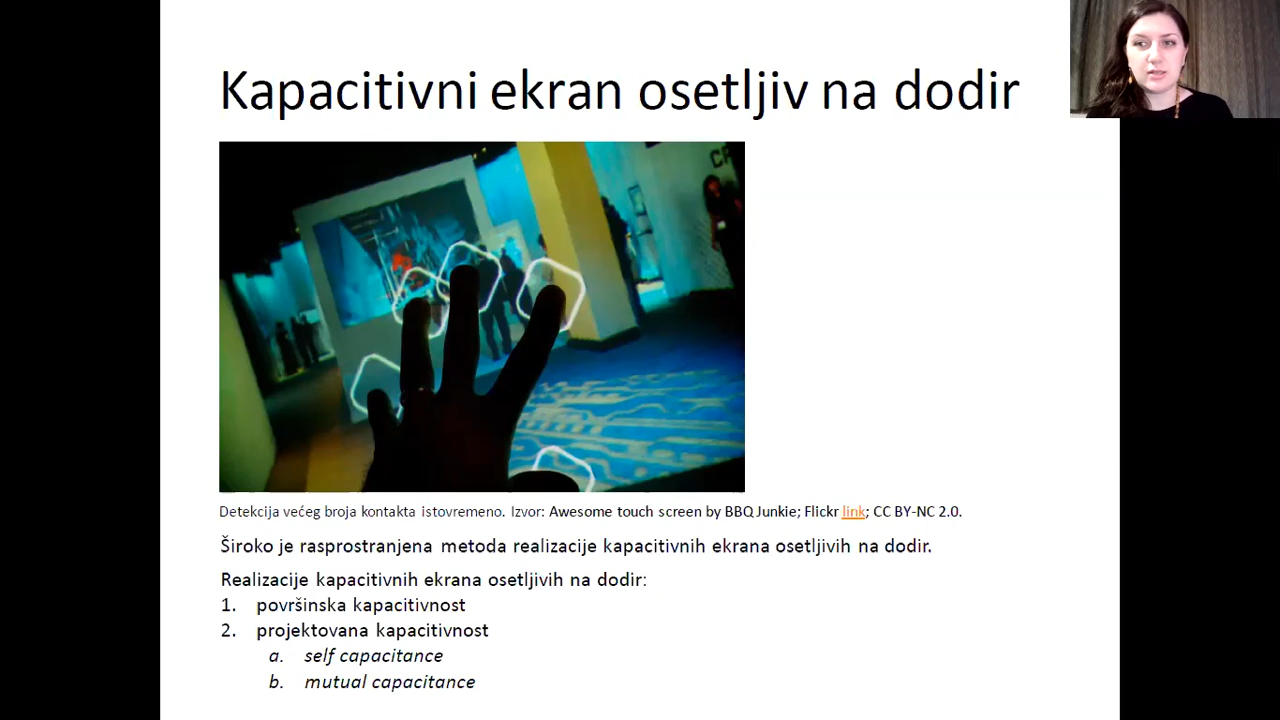 Kapacitivni ekran osetljiv na dodir
Detekcija većeg broja kontakta istovremeno. Izvor: Awesome touch screen by BBQ Junkie; Flickr link; CC BY-NC 2.0.
Široko je rasprostranjena metoda realizacije kapacitivnih ekrana osetljivih na dodir.
Realizacije kapacitivnih ekrana osetljivih na dodir:
1. površinska kapacitivnost
2. projektovana kapacitivnost
a. self capacitance
b. mutual capacitance